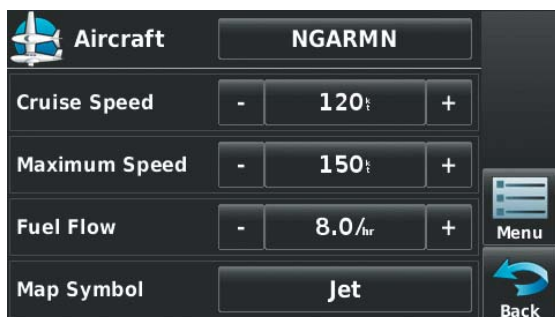 Aircraft NGARMN
Cruise Speed - 120kt +
Maximum Speed - 150kt +
Fuel Flow - 8.0/hr +
Menu
Map Symbol Jet
Back